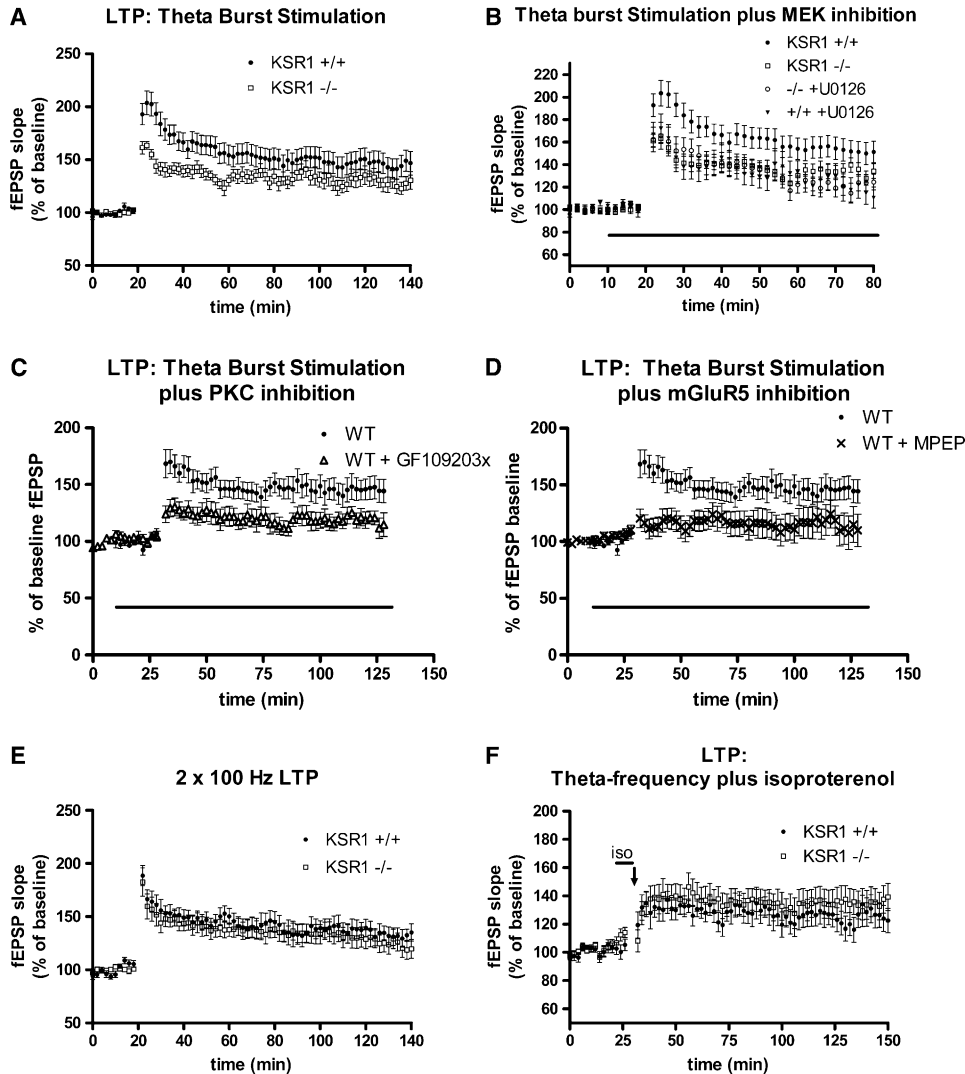 A
LTP: Theta Burst Stimulation
KSR1 +/+
KSR1 -/-
250
200
150
100
50
fEPSP slope
(% of baseline)
0 20 40 60 80 100 120 140
time (min)
B
Theta burst Stimulation plus MEK inhibition
KSR1 +/+
KSR1 -/-
-/- +U0126
+/+ +U0126
220
200
180
160
140
120
100
80
60
fEPSP slope
(% of baseline)
0 10 20 30 40 50 60 70 80
time (min)
C
LTP: Theta Burst Stimulation
plus PKC inhibition
WT
WT + GF109203x
200
150
100
50
0
% of baseline fEPSP
0 25 50 75 100 125 150
time (min)
D
LTP: Theta Burst Stimulation
plus mGluR5 inhibition
WT
WT + MPEP
200
150
100
50
0
% of fEPSP baseline
0 25 50 75 100 125 150
time (min)
E
2 x 100 Hz LTP
KSR1 +/+
KSR1 -/-
250
200
150
100
50
fEPSP slope
(% of baseline)
0 20 40 60 80 100 120 140
time (min)
F
LTP:
Theta-frequency plus isoproterenol
KSR1 +/+
KSR1 -/-
iso
200
180
160
140
120
100
80
60
fEPSP slope
(% of baseline)
0 25 50 75 100 125 150
time (min)